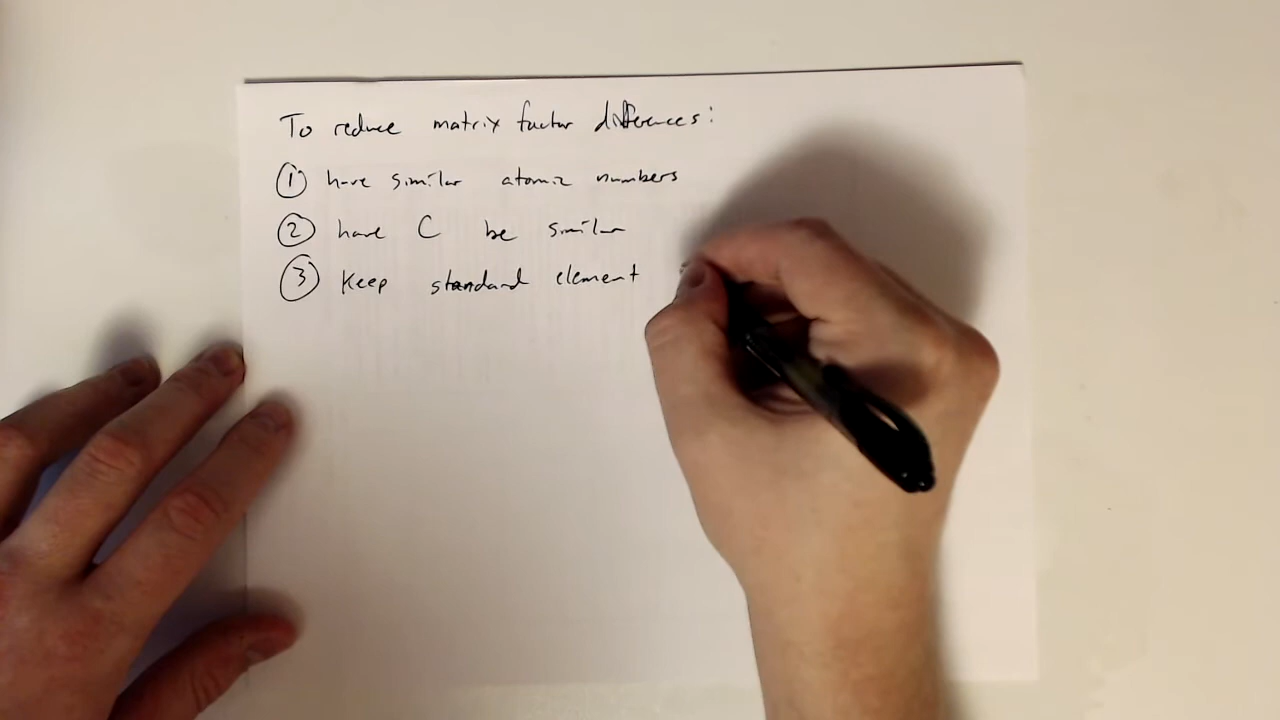 To reduce matrix factor differences:
① have similar atomic numbers
② have C be similar
③ Keep standard element